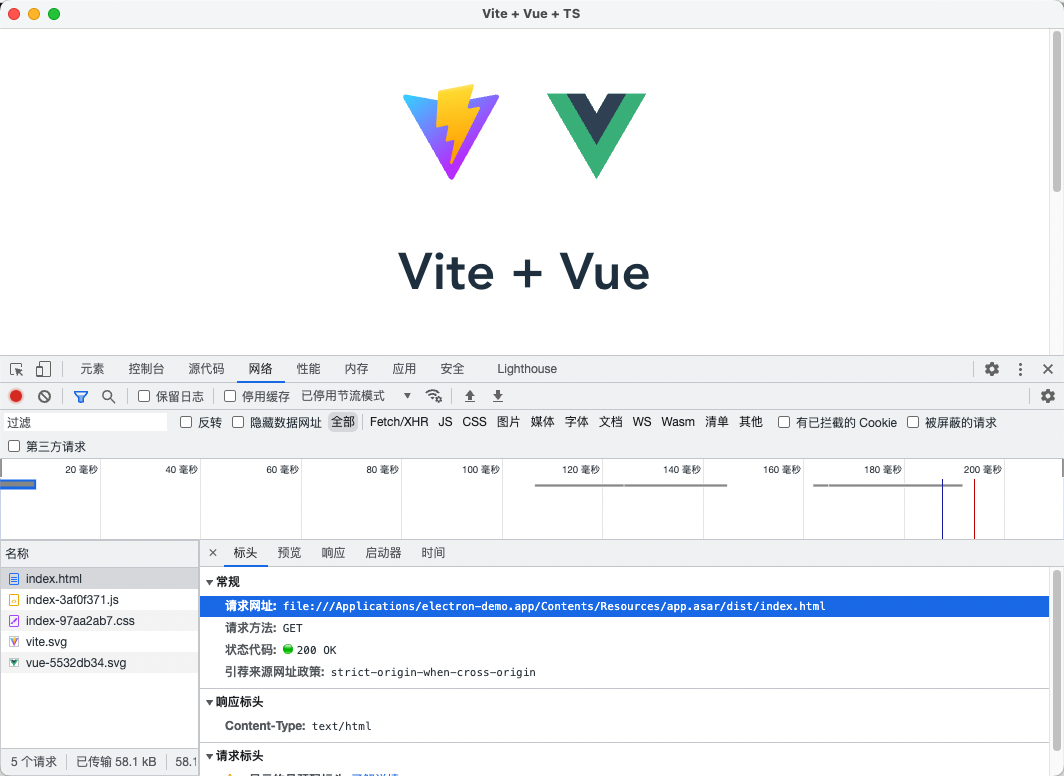 Vite + Vue + TS
Vite + Vue
元素 控制台 源代码 网络 性能 内存 应用 安全 Lighthouse
保留日志 停用缓存 已停用节流模式
过滤 反转 隐藏数据网址 全部 Fetch/XHR JS CSS 图片 媒体 字体 文档 WS Wasm 清单 其他 有已拦截的 Cookie 被屏蔽的请求
第三方请求
20 毫秒 40 毫秒 60 毫秒 80 毫秒 100 毫秒 120 毫秒 140 毫秒 160 毫秒 180 毫秒 200 毫秒
名称
index.html
index-3af0f371.js
index-97aa2ab7.css
vite.svg
vue-5532db34.svg
5 个请求 已传输 58.1 kB 58.1
× 标头 预览 响应 启动器 时间
常规
请求网址: file:///Applications/electron-demo.app/Contents/Resources/app.asar/dist/index.html
请求方法: GET
状态代码: 200 OK
引荐来源网址政策: strict-origin-when-cross-origin
响应标头
Content-Type: text/html
请求标头